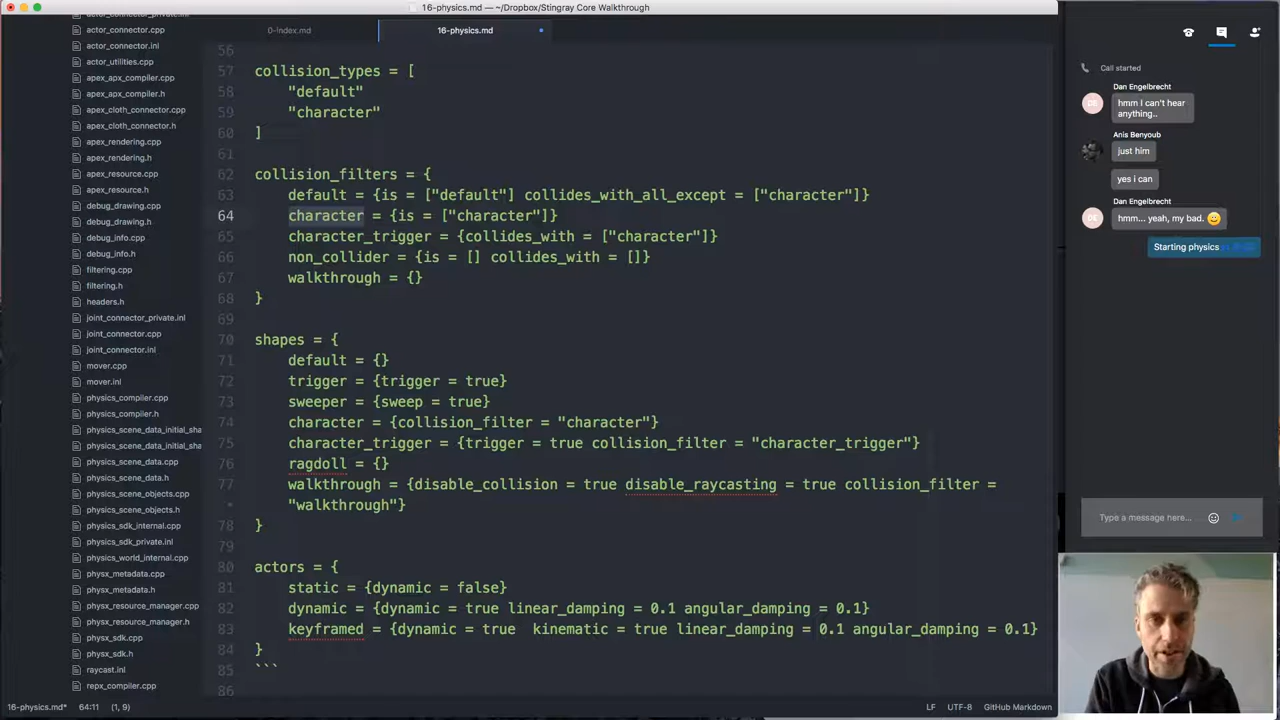 16-physics.md — ~/Dropbox/Stingray Core Walkthrough
0-index.md
16-physics.md
actor_connector.cpp
actor_connector.inl
actor_utilities.cpp
apex_apx_compiler.cpp
apex_apx_compiler.h
apex_cloth_connector.cpp
apex_cloth_connector.h
apex_rendering.cpp
apex_rendering.h
apex_resource.cpp
apex_resource.h
debug_drawing.cpp
debug_drawing.h
debug_info.cpp
debug_info.h
filtering.cpp
filtering.h
headers.h
joint_connector_private.inl
joint_connector.cpp
joint_connector.inl
mover.cpp
mover.inl
physics_compiler.cpp
physics_compiler.h
physics_scene_data_initial_sha
physics_scene_data_initial_sha
physics_scene_data.cpp
physics_scene_data.h
physics_scene_objects.cpp
physics_scene_objects.h
physics_sdk_internal.cpp
physics_sdk_private.inl
physics_world_internal.cpp
physx_metadata.cpp
physx_metadata.h
physx_resource_manager.cpp
physx_resource_manager.h
physx_sdk.cpp
physx_sdk.h
raycast.inl
repx_compiler.cpp
56
57 collision_types = [
58 "default"
59 "character"
60 ]
61
62 collision_filters = {
63 default = {is = ["default"] collides_with_all_except = ["character"]}
64 character = {is = ["character"]}
65 character_trigger = {collides_with = ["character"]}
66 non_collider = {is = [] collides_with = []}
67 walkthrough = {}
68 }
69
70 shapes = {
71 default = {}
72 trigger = {trigger = true}
73 sweeper = {sweep = true}
74 character = {collision_filter = "character"}
75 character_trigger = {trigger = true collision_filter = "character_trigger"}
76 ragdoll = {}
77 walkthrough = {disable_collision = true disable_raycasting = true collision_filter =
• "walkthrough"}
78 }
79
80 actors = {
81 static = {dynamic = false}
82 dynamic = {dynamic = true linear_damping = 0.1 angular_damping = 0.1}
83 keyframed = {dynamic = true  kinematic = true linear_damping = 0.1 angular_damping = 0.1}
84 }
85 ```
86
16-physics.md* 64:11 (1, 9)
LF UTF-8 GitHub Markdown
Call started
Dan Engelbrecht
DE
hmm I can't hear
anything..
Anis Benyoub
just him
yes i can
Dan Engelbrecht
DE
hmm... yeah, my bad.
Starting physics
Type a message here...